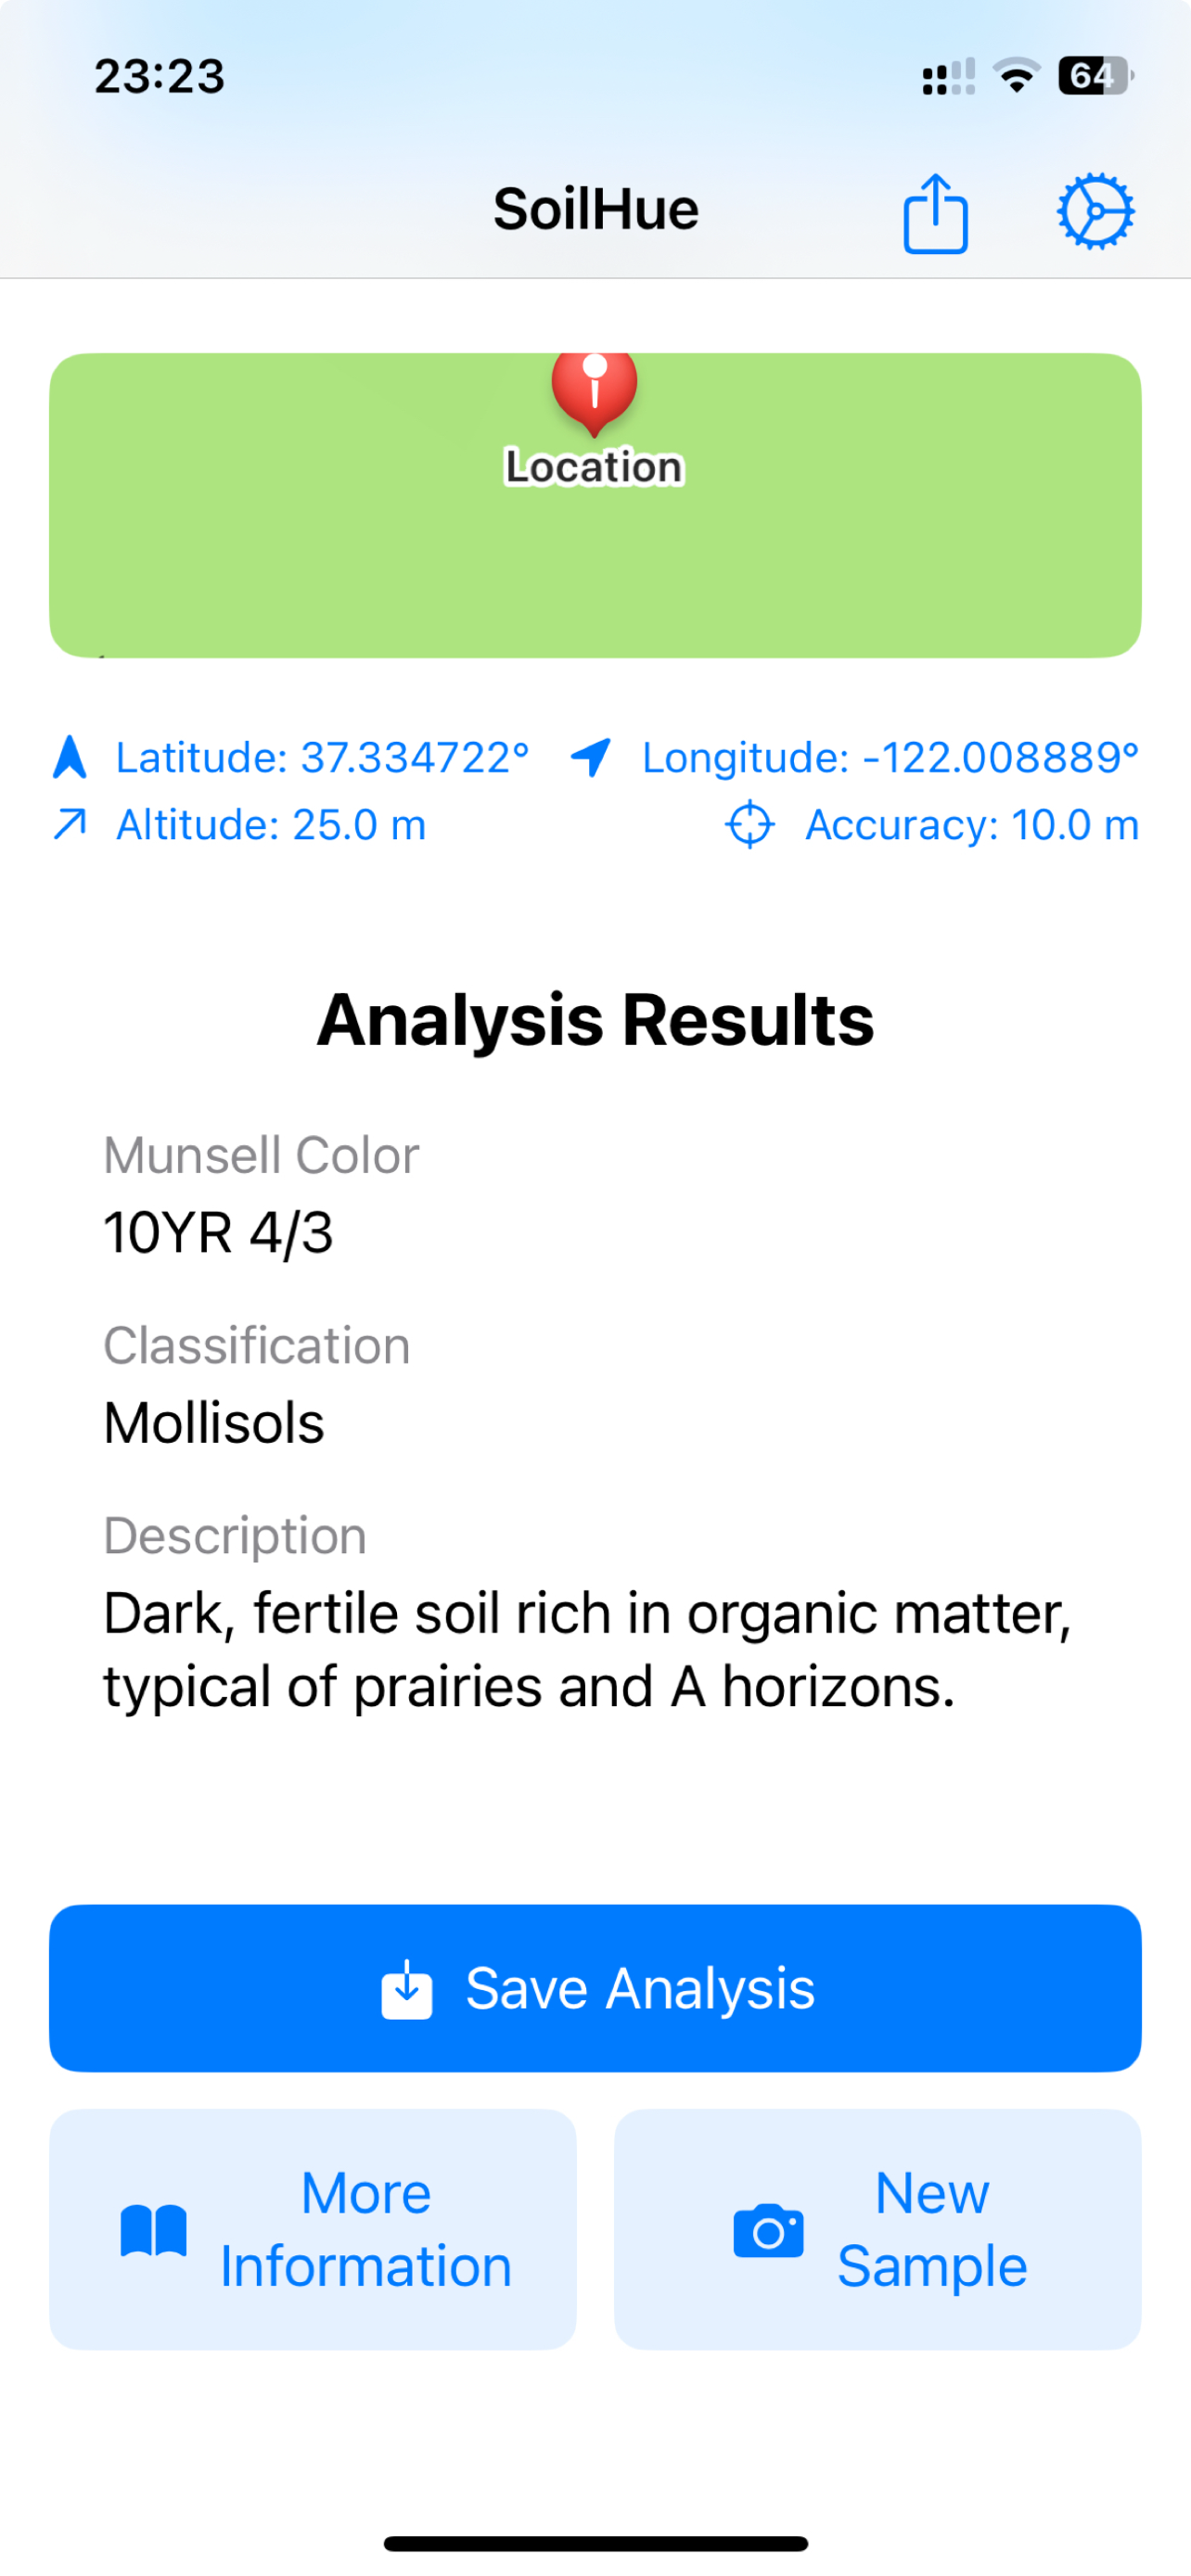 23:23
64
SoilHue
Location
Latitude: 37.334722°
Longitude: -122.008889°
Altitude: 25.0 m
Accuracy: 10.0 m
Analysis Results
Munsell Color
10YR 4/3
Classification
Mollisols
Description
Dark, fertile soil rich in organic matter,
typical of prairies and A horizons.
Save Analysis
More
Information
New
Sample